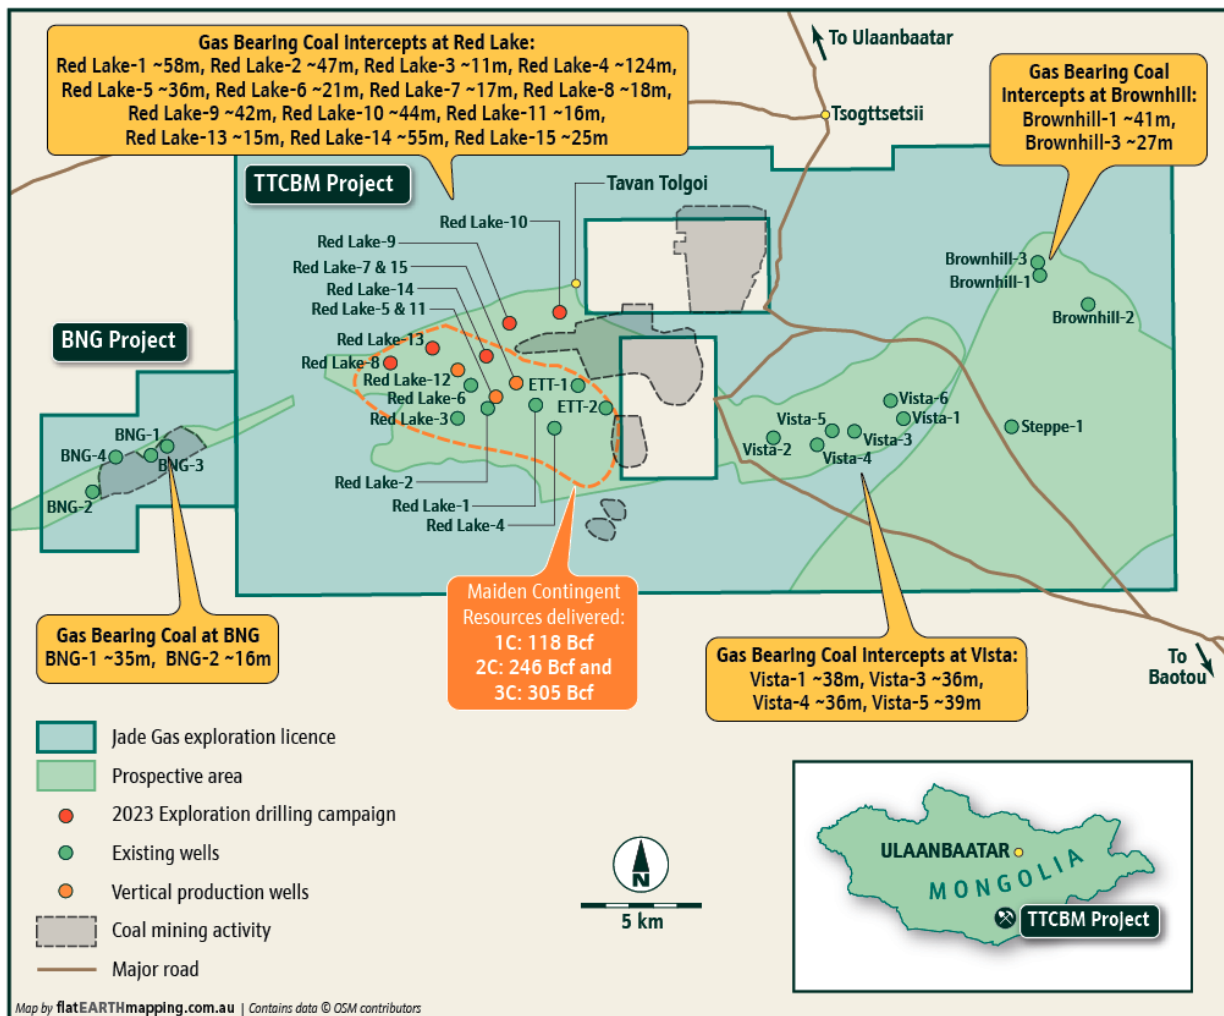 Gas Bearing Coal Intercepts at Red Lake:
Red Lake-1 ~58m, Red Lake-2 ~47m, Red Lake-3 ~11m, Red Lake-4 ~124m,
Red Lake-5 ~36m, Red Lake-6 ~21m, Red Lake-7 ~17m, Red Lake-8 ~18m,
Red Lake-9 ~42m, Red Lake-10 ~44m, Red Lake-11 ~16m,
Red Lake-13 ~15m, Red Lake-14 ~55m, Red Lake-15 ~25m
To Ulaanbaatar
Tsogttsetsii
Gas Bearing Coal
Intercepts at Brownhill:
Brownhill-1 ~41m,
Brownhill-3 ~27m
TTCBM Project
Tavan Tolgoi
Red Lake-10
Red Lake-9
Red Lake-7 & 15
Red Lake-14
Red Lake-5 & 11
Red Lake-13
Red Lake-8
Red Lake-12
Red Lake-6
Red Lake-3
ETT-1
ETT-2
Red Lake-2
Red Lake-1
Red Lake-4
Brownhill-3
Brownhill-1
Brownhill-2
Vista-6
Vista-5
Vista-1
Vista-2
Vista-3
Vista-4
Steppe-1
BNG Project
BNG-1
BNG-4
BNG-3
BNG-2
Gas Bearing Coal at BNG
BNG-1 ~35m, BNG-2 ~16m
Maiden Contingent
Resources delivered:
1C: 118 Bcf
2C: 246 Bcf and
3C: 305 Bcf
Gas Bearing Coal Intercepts at Vista:
Vista-1 ~38m, Vista-3 ~36m,
Vista-4 ~36m, Vista-5 ~39m
To
Baotou
Jade Gas exploration licence
Prospective area
2023 Exploration drilling campaign
Existing wells
Vertical production wells
Coal mining activity
Major road
N
5 km
ULAANBAATAR
MONGOLIA
TTCBM Project
Map by flatEARTHmapping.com.au | Contains data © OSM contributors